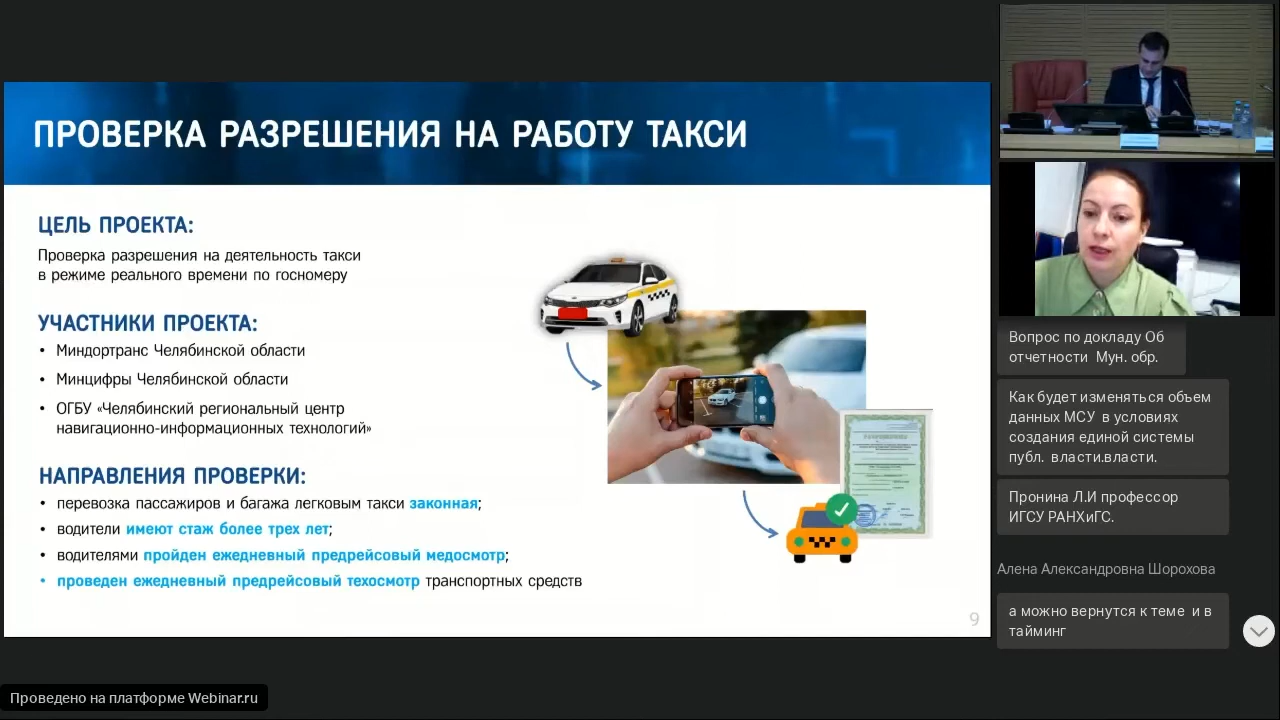 ПРОВЕРКА РАЗРЕШЕНИЯ НА РАБОТУ ТАКСИ
ЦЕЛЬ ПРОЕКТА:
Проверка разрешения на деятельность такси
в режиме реального времени по госномеру
УЧАСТНИКИ ПРОЕКТА:
• Миндортранс Челябинской области
• Минцифры Челябинской области
• ОГБУ «Челябинский региональный центр
навигационно-информационных технологий»
НАПРАВЛЕНИЯ ПРОВЕРКИ:
• перевозка пассажиров и багажа легковым такси законная;
• водители имеют стаж более трех лет;
• водителями пройден ежедневный предрейсовый медосмотр;
• проведен ежедневный предрейсовый техосмотр транспортных средств
9
Вопрос по докладу Об
отчетности Мун. обр.
Как будет изменяться объем
данных МСУ в условиях
создания единой системы
публ. власти.власти.
Пронина Л.И профессор
ИГСУ РАНХиГС.
Алена Александровна Шорохова
а можно вернутся к теме и в
тайминг
Проведено на платформе Webinar.ru